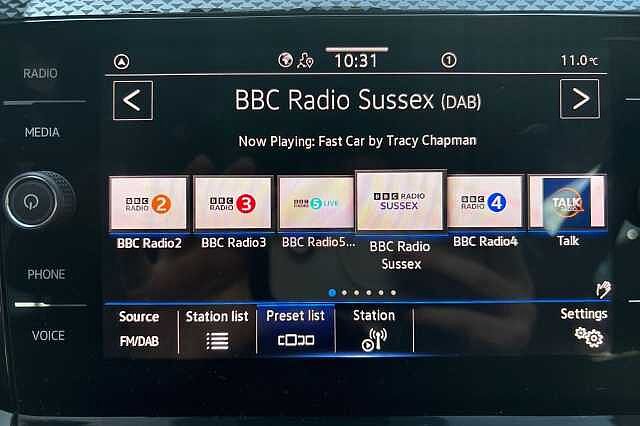 RADIO
MEDIA
PHONE
VOICE
10:31
1
11.0°C
BBC Radio Sussex (DAB)
Now Playing: Fast Car by Tracy Chapman
BBC RADIO 2
BBC RADIO 3
BBC 5 LIVE
BBC RADIO SUSSEX
BBC RADIO 4
TALK
BBC Radio2
BBC Radio3
BBC Radio5...
BBC Radio
Sussex
BBC Radio4
Talk
Source
FM/DAB
Station list
Preset list
Station
Settings